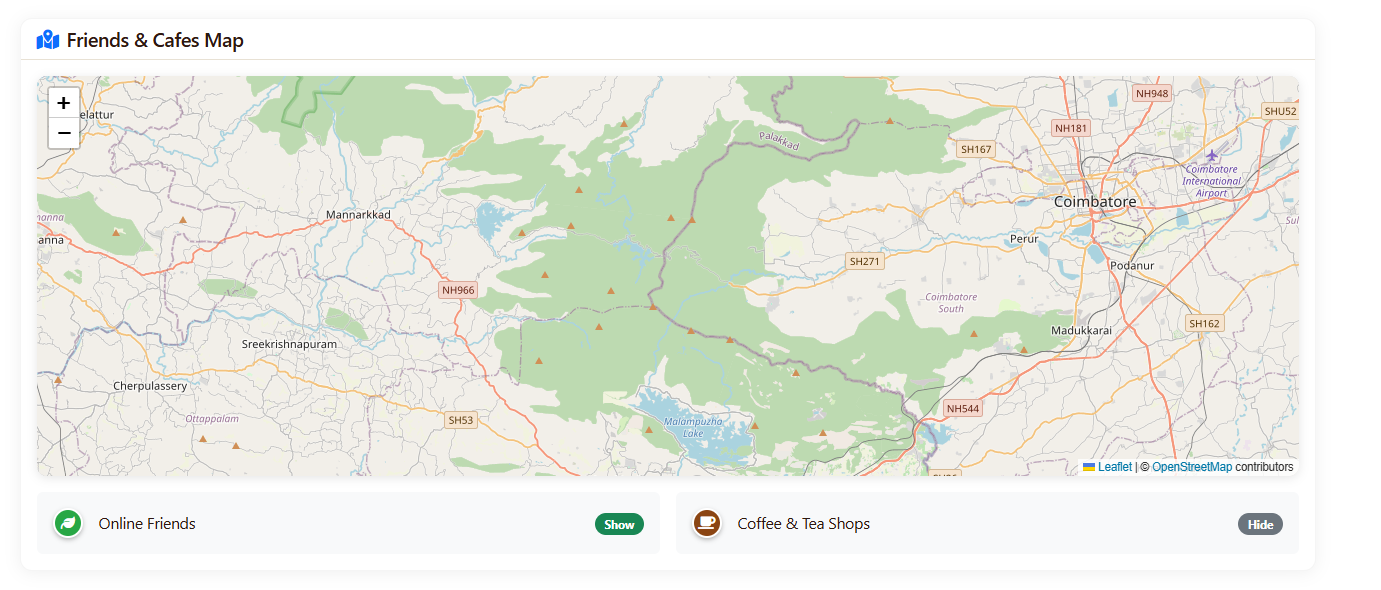 Friends & Cafes Map
+
−
elattur
NH948
SHU52
NH181
Palakkad
SH167
Coimbatore
International
Airport
Coimbatore
Mannarkkad
manna
anna
Sul
Perur
SH271
Podanur
NH966
Coimbatore
South
SH162
Madukkarai
Sreekrishnapuram
Cherpulassery
NH544
Ottappalam
SH53
Malampuzha
Lake
Leaflet | © OpenStreetMap contributors
Online Friends
Show
Coffee & Tea Shops
Hide